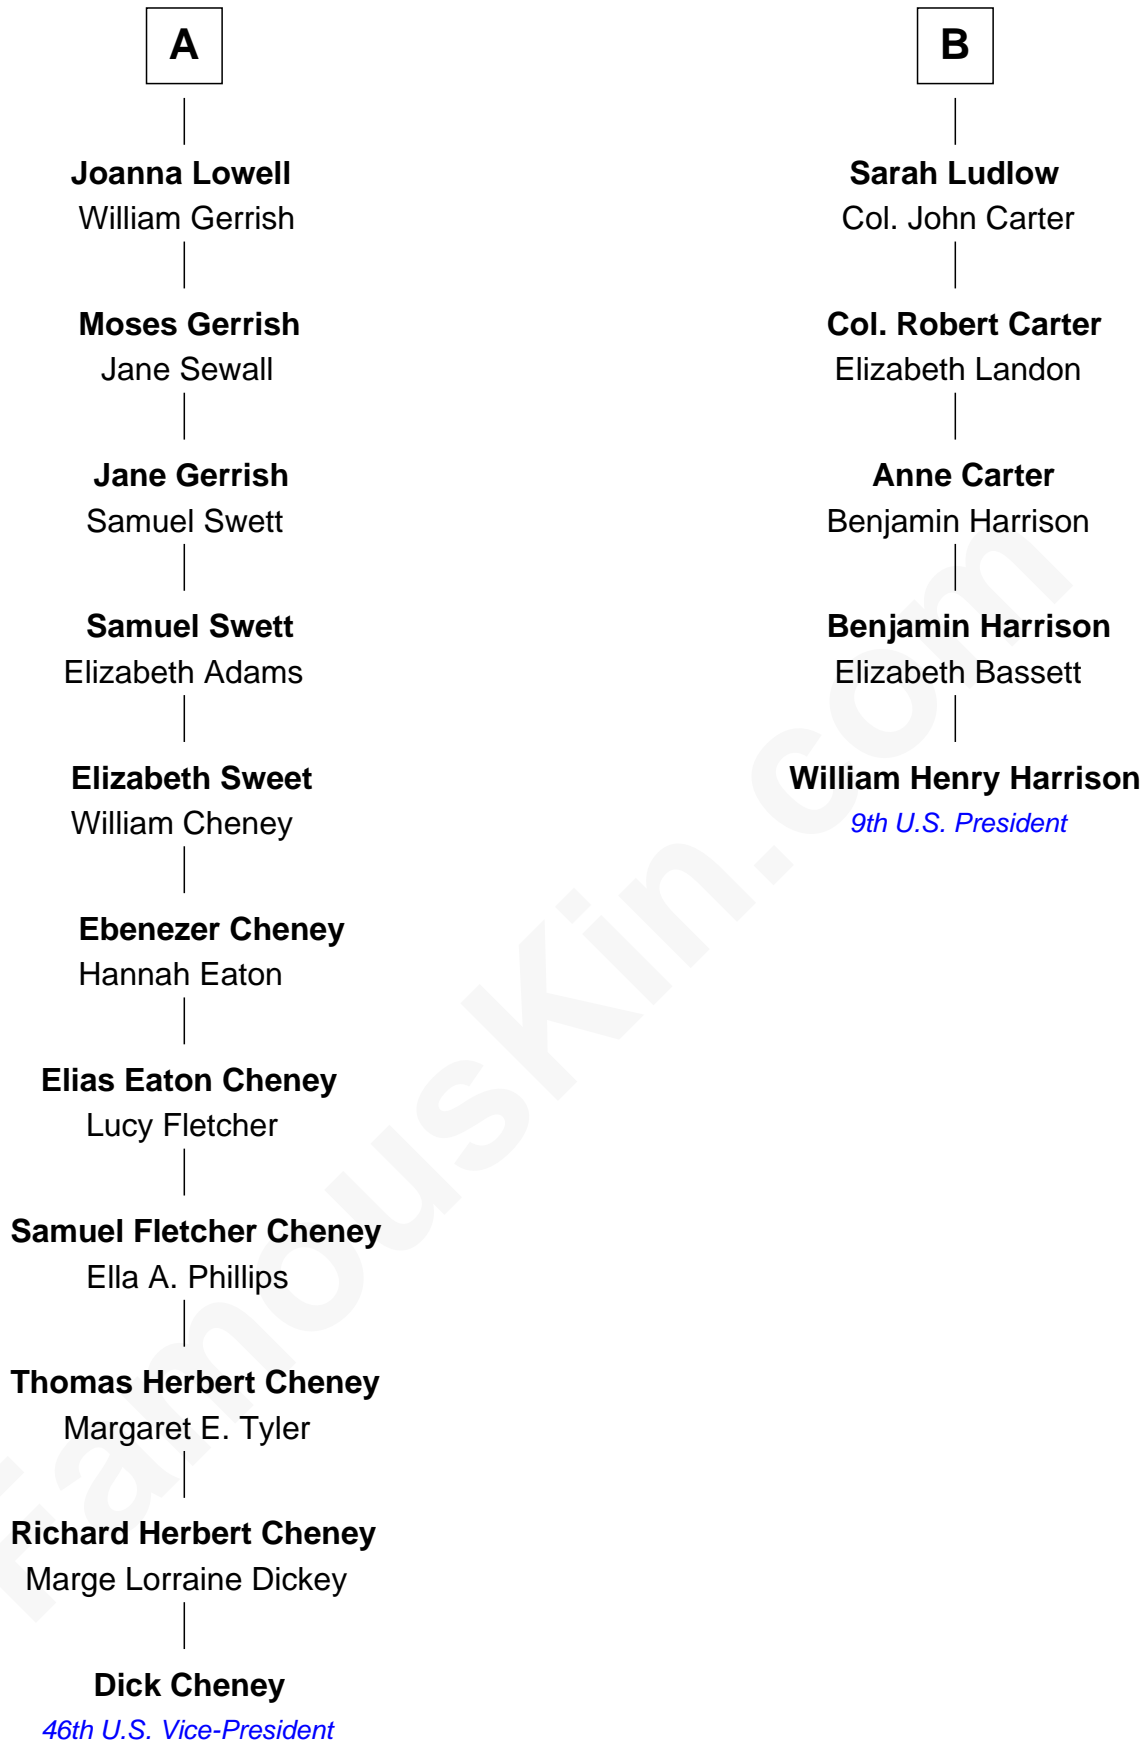 A
Joanna Lowell
William Gerrish
Moses Gerrish
Jane Sewall
Jane Gerrish
Samuel Swett
Samuel Swett
Elizabeth Adams
Elizabeth Sweet
William Cheney
Ebenezer Cheney
Hannah Eaton
Elias Eaton Cheney
Lucy Fletcher
Samuel Fletcher Cheney
Ella A. Phillips
Thomas Herbert Cheney
Margaret E. Tyler
Richard Herbert Cheney
Marge Lorraine Dickey
Dick Cheney
46th U.S. Vice-President
B
Sarah Ludlow
Col. John Carter
Col. Robert Carter
Elizabeth Landon
Anne Carter
Benjamin Harrison
Benjamin Harrison
Elizabeth Bassett
William Henry Harrison
9th U.S. President
FamousKin.com